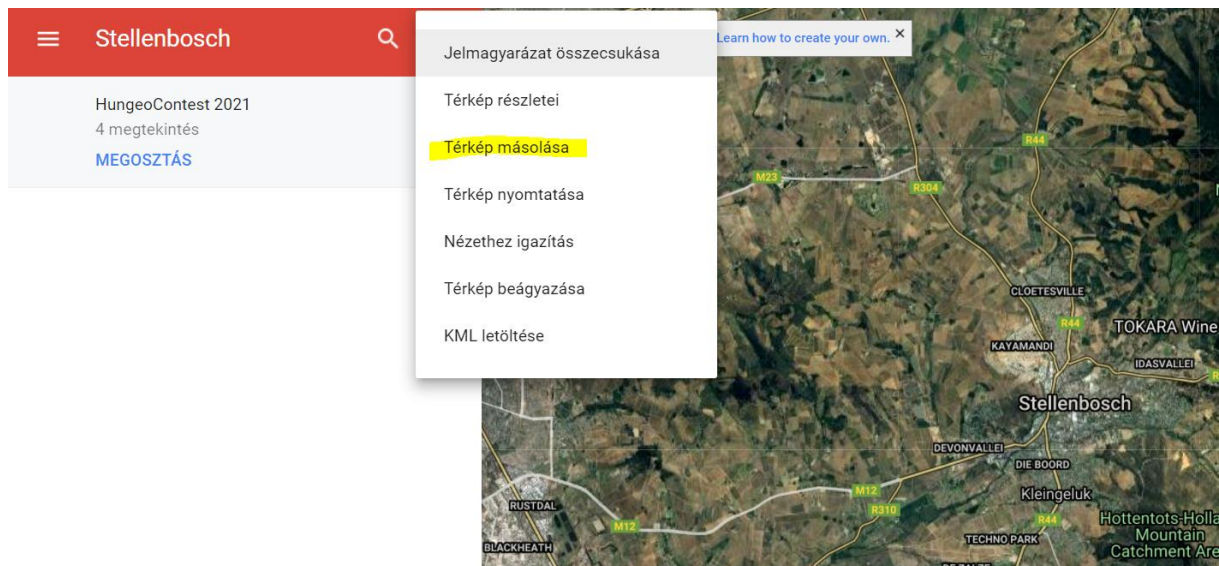 Stellenbosch
HungeoContest 2021
4 megtekintés
MEGOSZTÁS
Jelmagyarázat összecsukása
Térkép részletei
Térkép másolása
Térkép nyomtatása
Nézethez igazítás
Térkép beágyazása
KML letöltése
Learn how to create your own.
R44
M23
R304
CLOETESVILLE
R44
TOKARA Wine
KAYAMANDI
IDASVALLEI
Stellenbosch
DEVONVALLEI
DIE BOORD
M12
Kleingeluk
RUSTDAL
R310
R44
Hottentots-Holla
M12
Mountain
TECHNO PARK
BLACKHEATH
Catchment Are